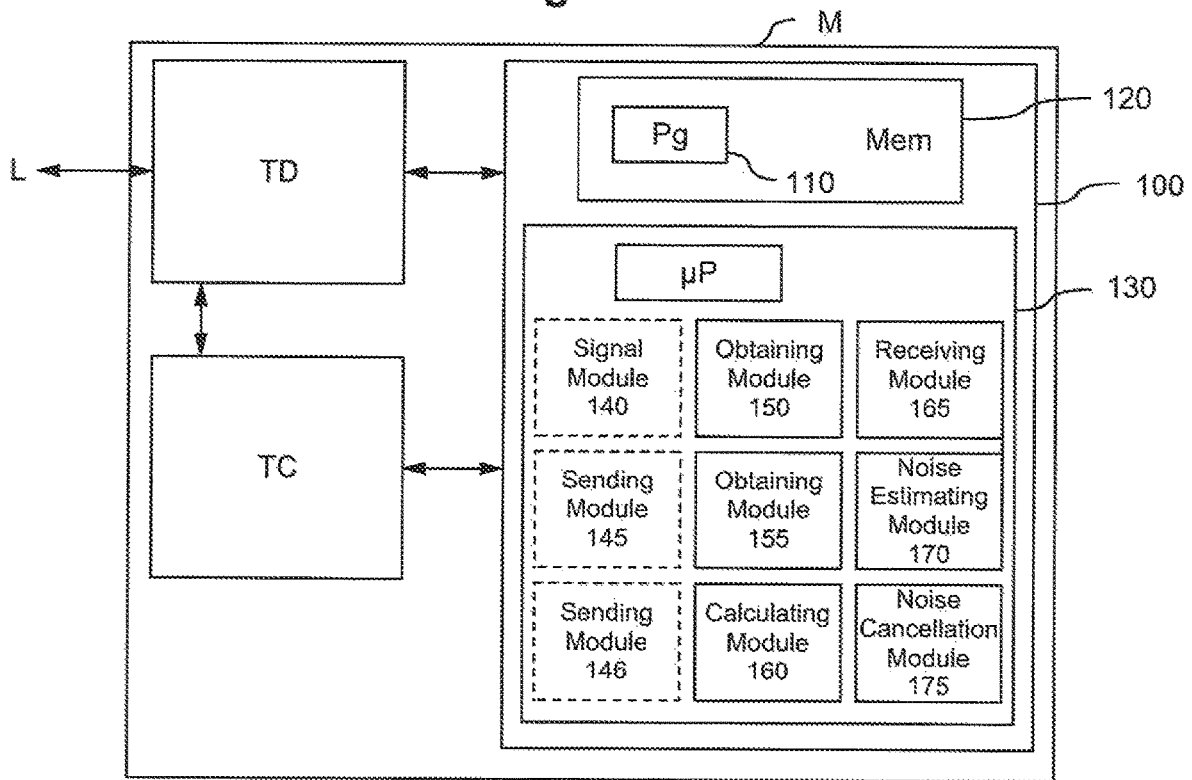 M
L
TD
TC
Pg
110
Mem
120
100
130
µP
Signal
Module
140
Obtaining
Module
150
Receiving
Module
165
Sending
Module
145
Obtaining
Module
155
Noise
Estimating
Module
170
Sending
Module
146
Calculating
Module
160
Noise
Cancellation
Module
175